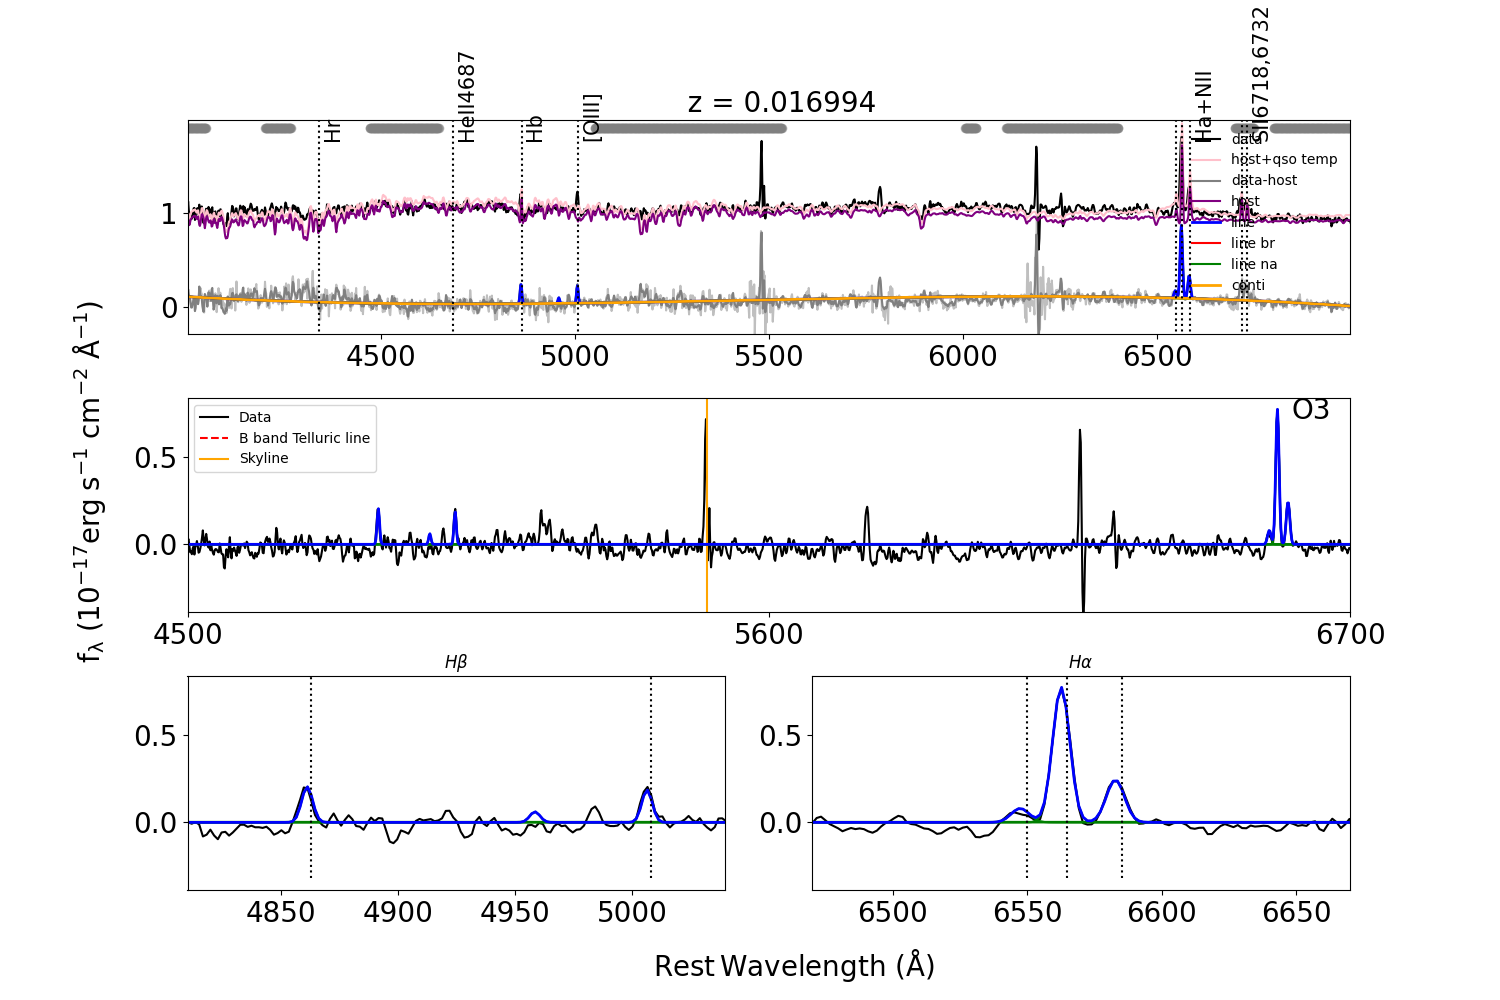 z = 0.016994
Hr
HeII4687
Hb
[OIII]
Ha+NII
SII6718,6732
data
host+qso temp
data-host
host
line
line br
line na
conti
1
0
4500 5000 5500 6000 6500
f_λ (10⁻¹⁷erg s⁻¹ cm⁻² Å⁻¹)
Data
B band Telluric line
Skyline
O3
0.5
0.0
4500 5600 6700
Hβ
0.5
0.0
4850 4900 4950 5000
Hα
0.5
0.0
6500 6550 6600 6650
Rest Wavelength (Å)